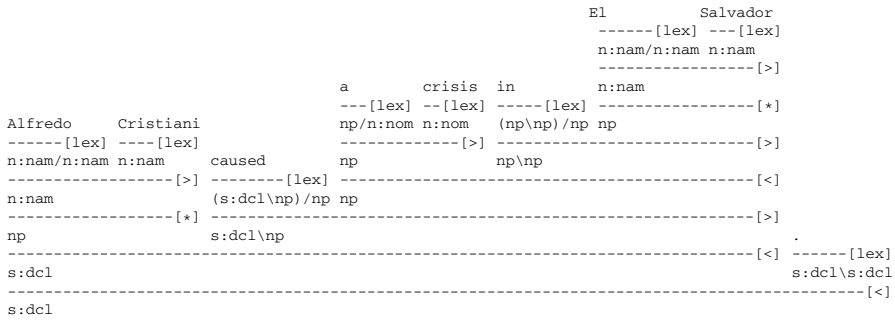 El Salvador
------[lex] ---[lex]
n:nam/n:nam n:nam
-----------------[>]
a crisis in n:nam
---[lex] --[lex] -----[lex] -----------------[*]
Alfredo Cristiani np/n:nom n:nom (np\np)/np np
------[lex] ----[lex] -------------[>] ----------------------------[>]
n:nam/n:nam n:nam caused np np\np
------------------[>] --------[lex] ------------------------------------------[<]
n:nam (s:dcl\np)/np np
------------------[*] -------------------------------------------------------[>]
np s:dcl\np .
----------------------------------------------------------------------------[<] ------[lex]
s:dcl s:dcl\s:dcl
---------------------------------------------------------------------------------------[<]
s:dcl